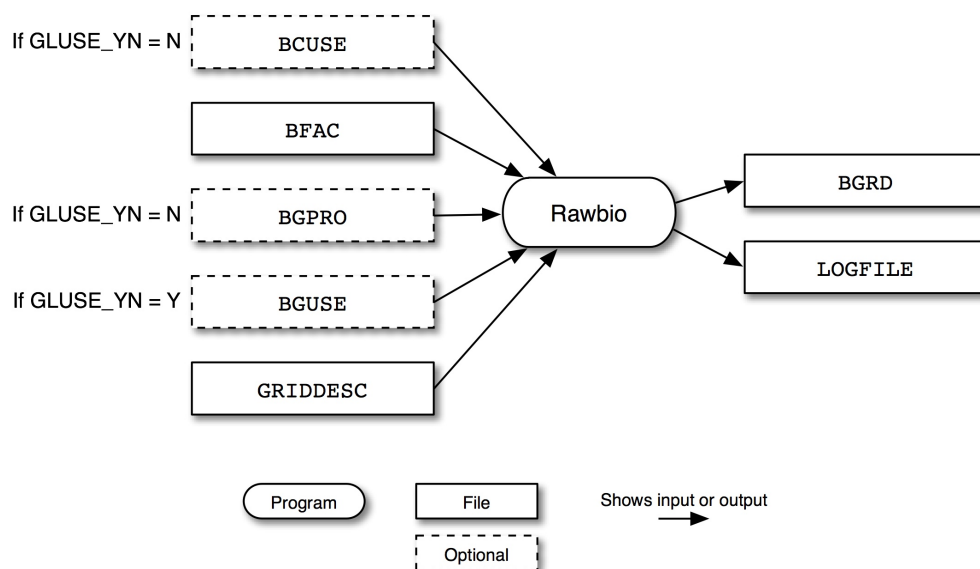 If GLUSE_YN = N
BCUSE
BFAC
If GLUSE_YN = N
BGPRO
If GLUSE_YN = Y
BGUSE
GRIDDESC
Rawbio
BGRD
LOGFILE
Program
File
Shows input or output
Optional